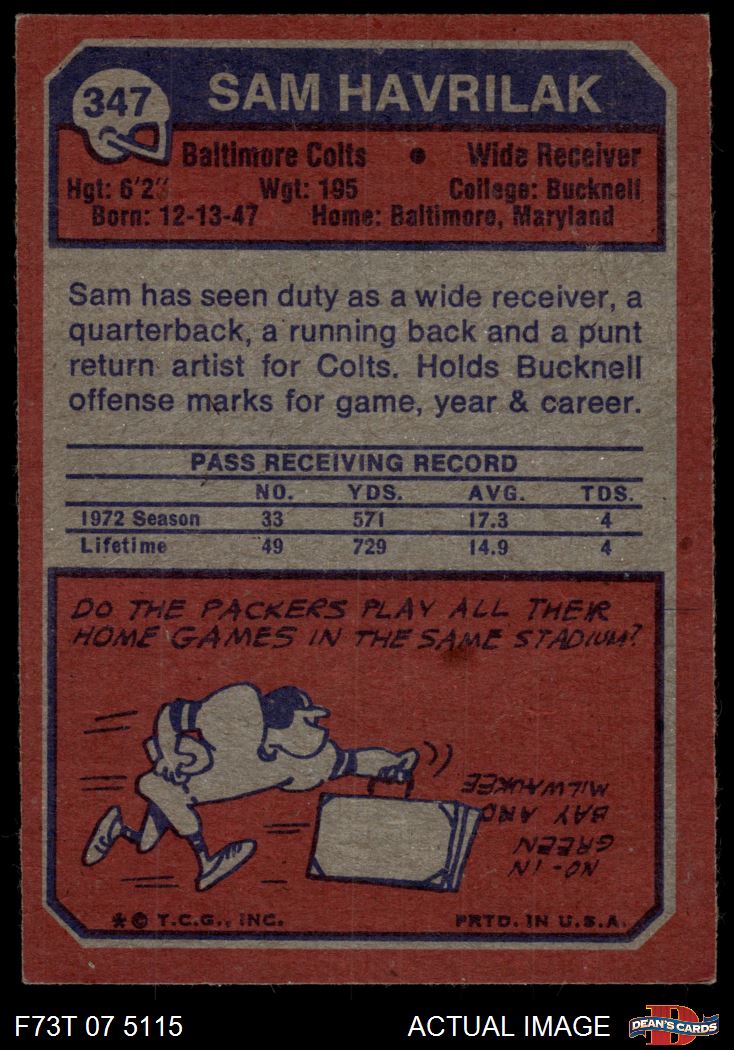 347
SAM HAVRILAK
Baltimore Colts • Wide Receiver
Hgt: 6'2" Wgt: 195 College: Bucknell
Born: 12-13-47 Home: Baltimore, Maryland
Sam has seen duty as a wide receiver, a
quarterback, a running back and a punt
return artist for Colts. Holds Bucknell
offense marks for game, year & career.
PASS RECEIVING RECORD
NO. YDS. AVG. TDS.
1972 Season 33 571 17.3 4
Lifetime 49 729 14.9 4
DO THE PACKERS PLAY ALL THEIR
HOME GAMES IN THE SAME STADIUM?
NO - IN
GREEN
BAY AND
MILWAUKEE
* © T.C.G., INC. PRTD. IN U.S.A.
F73T 07 5115 ACTUAL IMAGE
D
DEAN'S CARDS